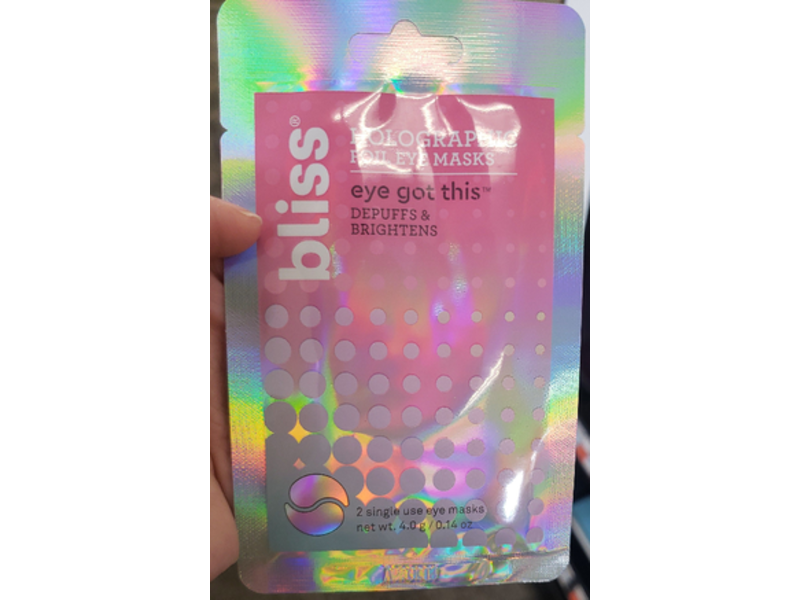 bliss®
HOLOGRAPHIC
FOIL EYE MASKS
eye got this™
DEPUFFS &
BRIGHTENS
2 single use eye masks
net wt. 4.0 g / 0.14 oz